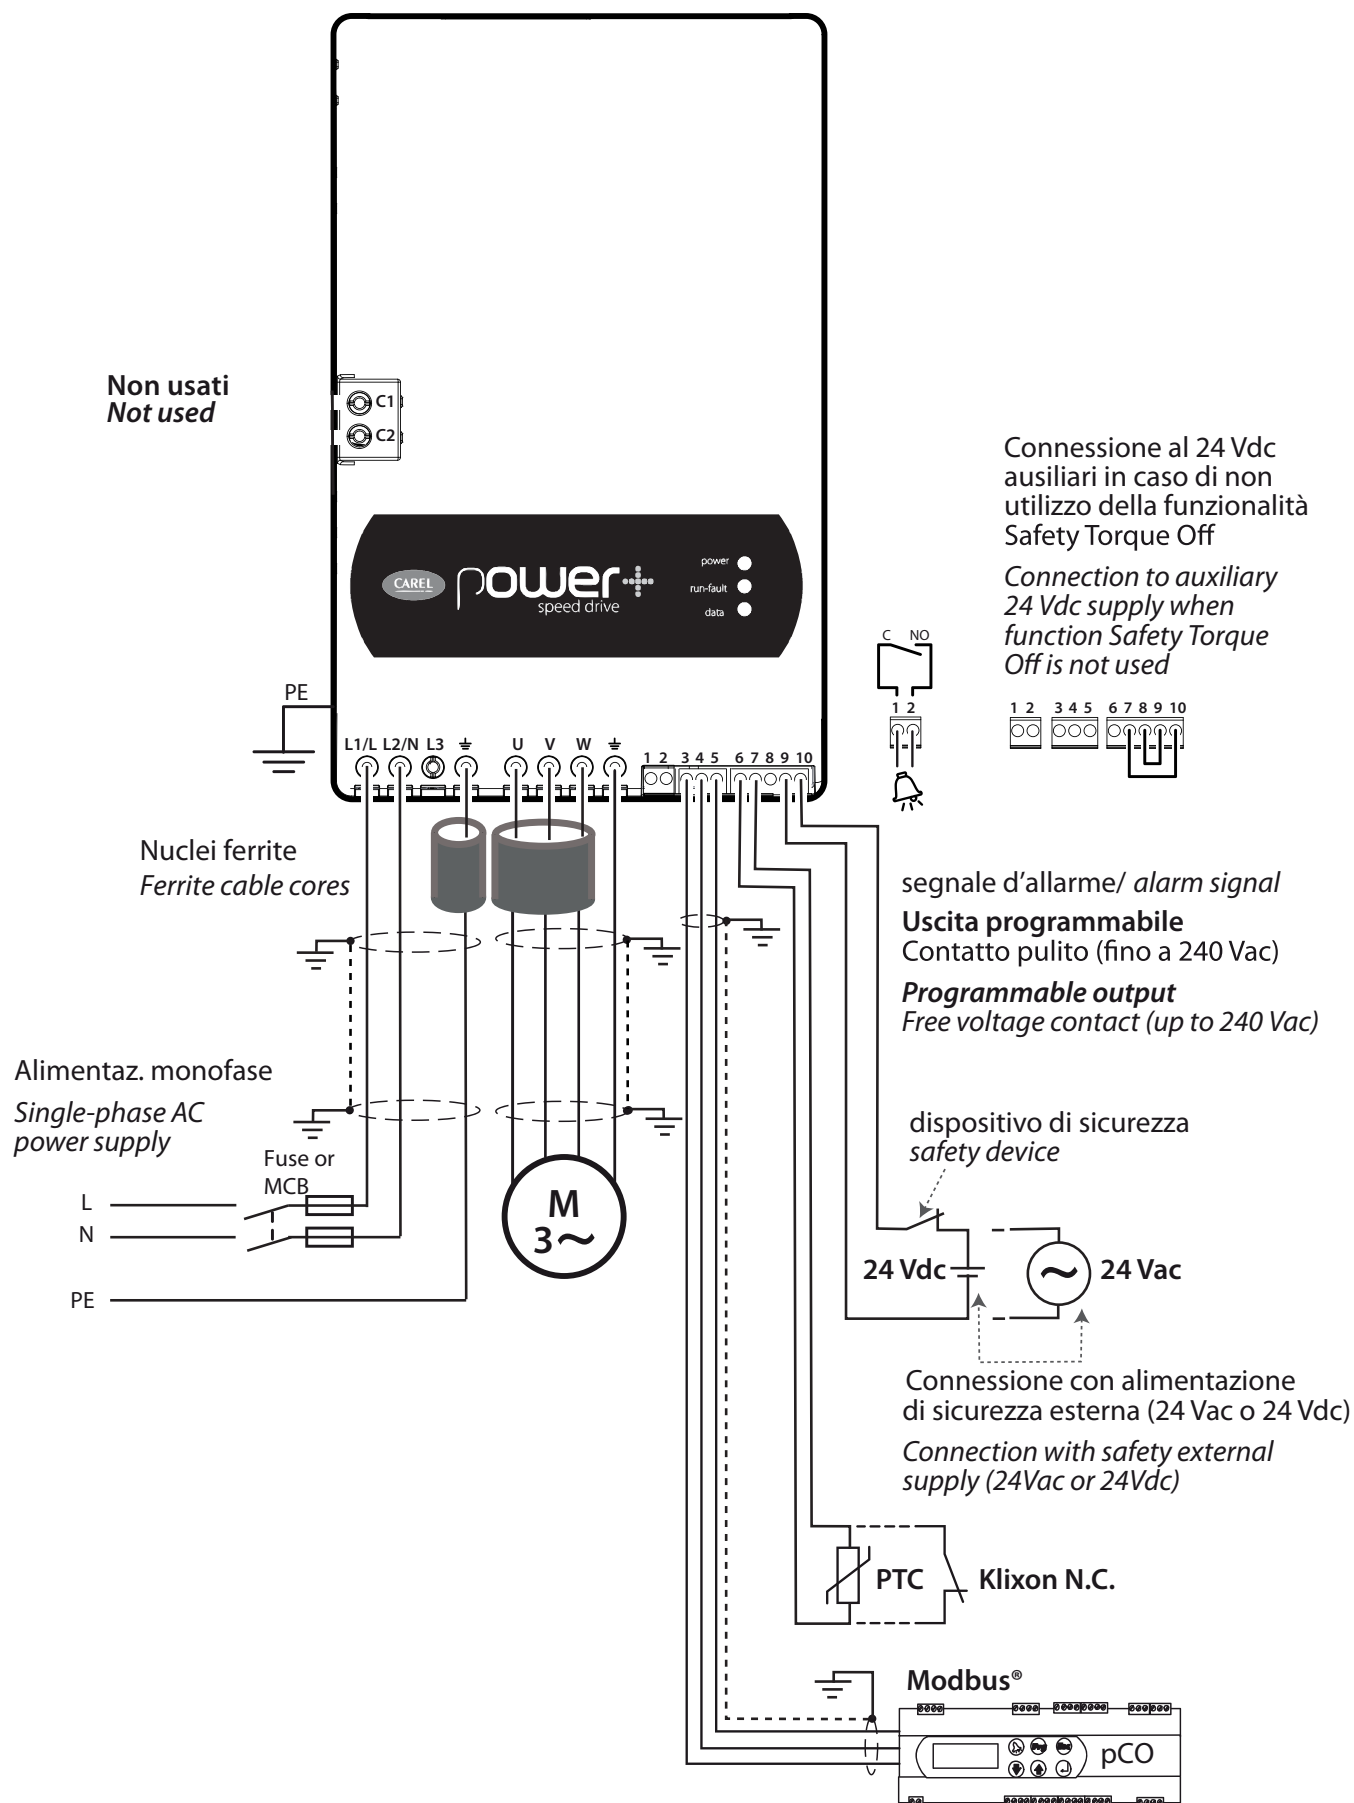 Non usati
Not used
C1
C2
Connessione al 24 Vdc
ausiliari in caso di non
utilizzo della funzionalità
Safety Torque Off
Connection to auxiliary
24 Vdc supply when
function Safety Torque
Off is not used
CAREL
power+
speed drive
power
run-fault
data
C NO
1 2
1 2 3 4 5 6 7 8 9 10
PE
L1/L L2/N L3 U V W
1 2 3 4 5 6 7 8 9 10
Nuclei ferrite
Ferrite cable cores
segnale d'allarme/ alarm signal
Uscita programmabile
Contatto pulito (fino a 240 Vac)
Programmable output
Free voltage contact (up to 240 Vac)
Alimentaz. monofase
Single-phase AC
power supply
Fuse or
MCB
L
N
PE
M
3~
dispositivo di sicurezza
safety device
24 Vdc
24 Vac
Connessione con alimentazione
di sicurezza esterna (24 Vac o 24 Vdc)
Connection with safety external
supply (24Vac or 24Vdc)
PTC
Klixon N.C.
Modbus®
Prg
Esc
pCO